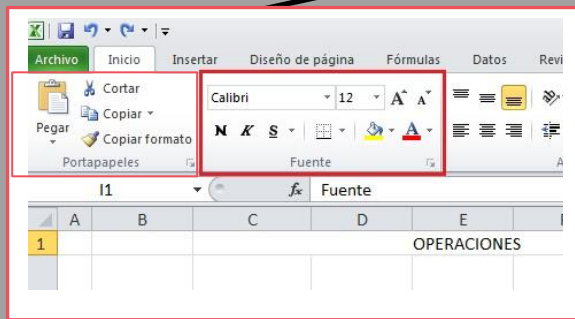 Archivo Inicio Insertar Diseño de página Fórmulas Datos
Pegar
Cortar
Copiar
Copiar formato
Portapapeles
Calibri 12 A A
N K S A
Fuente
I1 fx Fuente
A B C D E
1 OPERACIONES